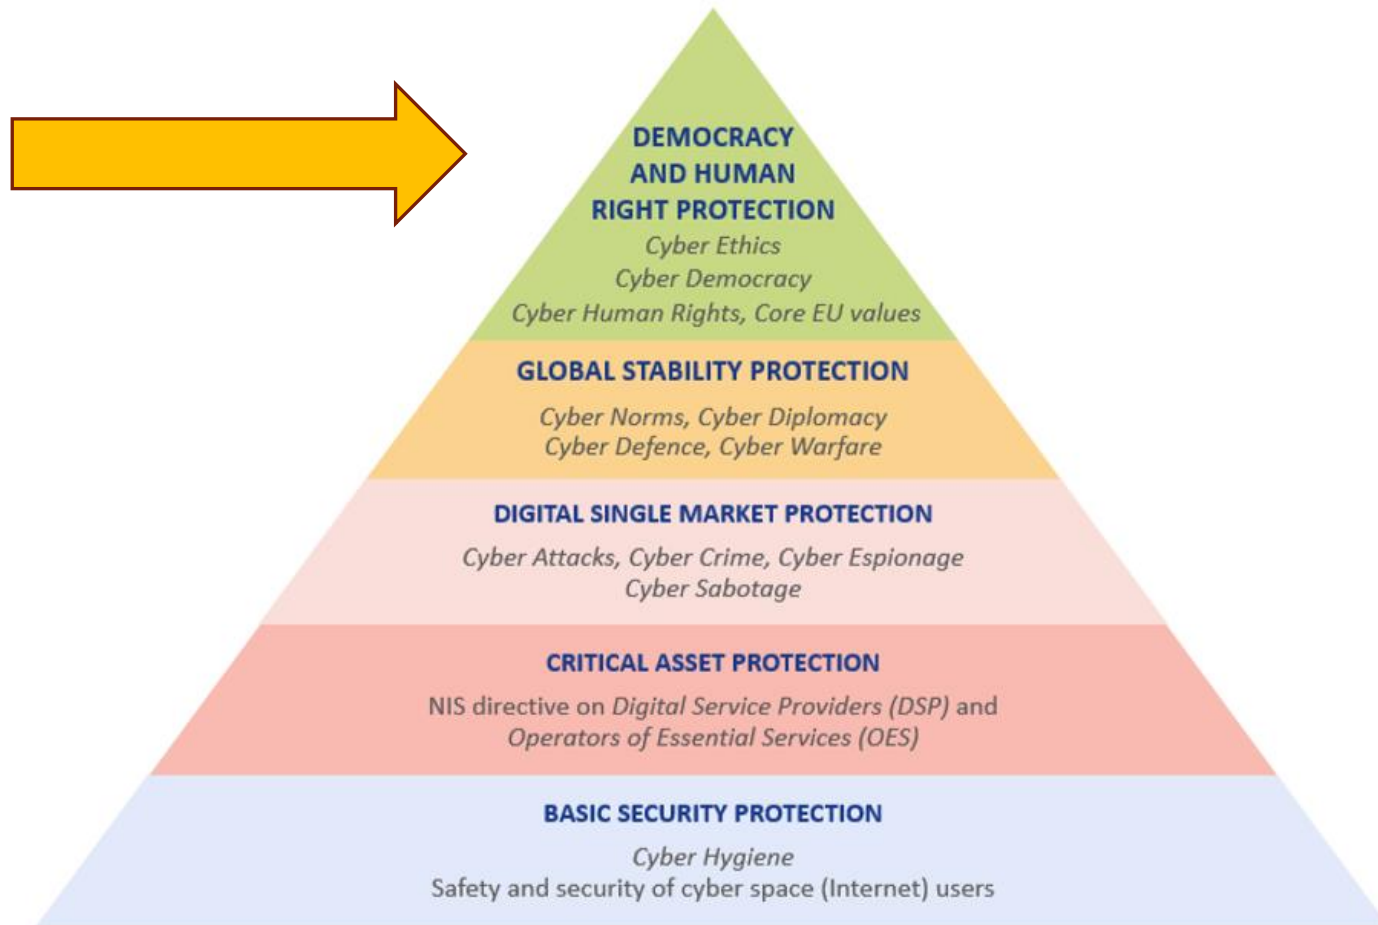 DEMOCRACY
AND HUMAN
RIGHT PROTECTION
Cyber Ethics
Cyber Democracy
Cyber Human Rights, Core EU values
GLOBAL STABILITY PROTECTION
Cyber Norms, Cyber Diplomacy
Cyber Defence, Cyber Warfare
DIGITAL SINGLE MARKET PROTECTION
Cyber Attacks, Cyber Crime, Cyber Espionage
Cyber Sabotage
CRITICAL ASSET PROTECTION
NIS directive on Digital Service Providers (DSP) and
Operators of Essential Services (OES)
BASIC SECURITY PROTECTION
Cyber Hygiene
Safety and security of cyber space (Internet) users